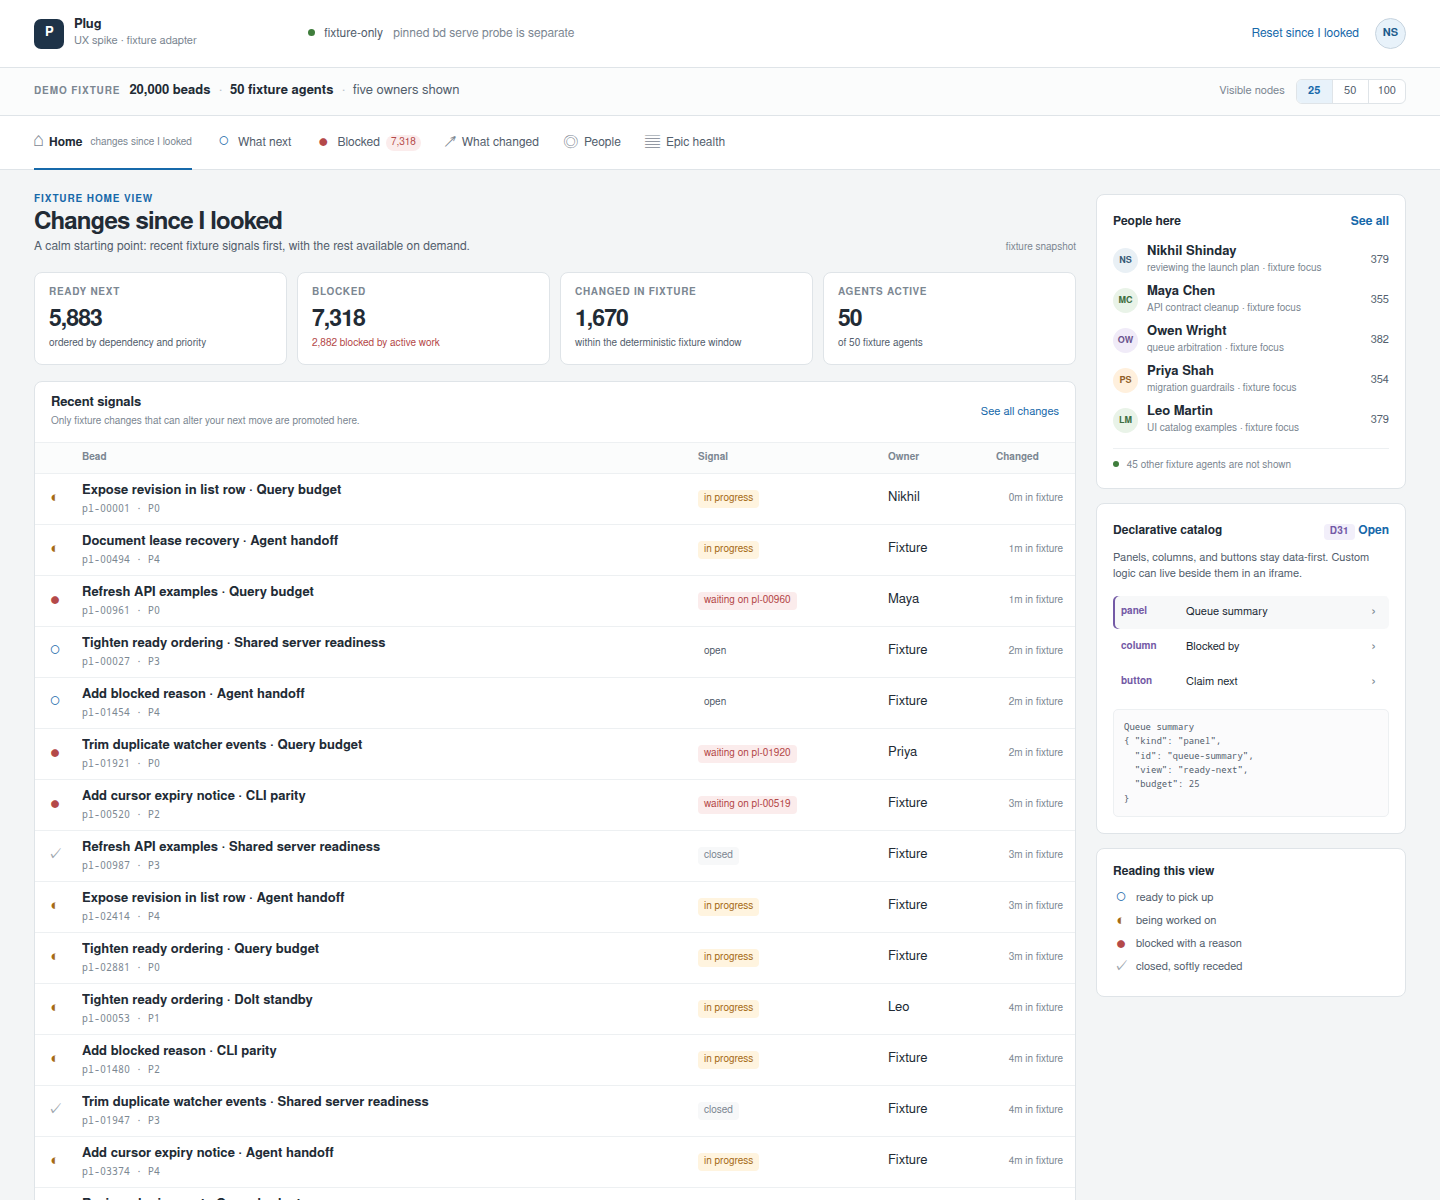 P
Plug
UX spike · fixture adapter
fixture-only pinned bd serve probe is separate
Reset since I looked
NS
DEMO FIXTURE 20,000 beads · 50 fixture agents · five owners shown
Visible nodes 25 50 100
Home changes since I looked
What next
Blocked 7,318
What changed
People
Epic health
FIXTURE HOME VIEW
Changes since I looked
A calm starting point: recent fixture signals first, with the rest available on demand.
fixture snapshot
READY NEXT
5,883
ordered by dependency and priority
BLOCKED
7,318
2,882 blocked by active work
CHANGED IN FIXTURE
1,670
within the deterministic fixture window
AGENTS ACTIVE
50
of 50 fixture agents
Recent signals
Only fixture changes that can alter your next move are promoted here.
See all changes
Bead Signal Owner Changed
Expose revision in list row · Query budget
pl-00001 · P0
in progress Nikhil 0m in fixture
Document lease recovery · Agent handoff
pl-00494 · P4
in progress Fixture 1m in fixture
Refresh API examples · Query budget
pl-00961 · P0
waiting on pl-00960 Maya 1m in fixture
Tighten ready ordering · Shared server readiness
pl-00027 · P3
open Fixture 2m in fixture
Add blocked reason · Agent handoff
pl-01454 · P4
open Fixture 2m in fixture
Trim duplicate watcher events · Query budget
pl-01921 · P0
waiting on pl-01920 Priya 2m in fixture
Add cursor expiry notice · CLI parity
pl-00520 · P2
waiting on pl-00519 Fixture 3m in fixture
Refresh API examples · Shared server readiness
pl-00987 · P3
closed Fixture 3m in fixture
Expose revision in list row · Agent handoff
pl-02414 · P4
in progress Fixture 3m in fixture
Tighten ready ordering · Query budget
pl-02881 · P0
in progress Fixture 3m in fixture
Tighten ready ordering · Dolt standby
pl-00053 · P1
in progress Leo 4m in fixture
Add blocked reason · CLI parity
pl-01480 · P2
in progress Fixture 4m in fixture
Trim duplicate watcher events · Shared server readiness
pl-01947 · P3
closed Fixture 4m in fixture
Add cursor expiry notice · Agent handoff
pl-03374 · P4
in progress Fixture 4m in fixture
People here See all
NS Nikhil Shinday 379
reviewing the launch plan · fixture focus
MC Maya Chen 355
API contract cleanup · fixture focus
OW Owen Wright 382
queue arbitration · fixture focus
PS Priya Shah 354
migration guardrails · fixture focus
LM Leo Martin 379
UI catalog examples · fixture focus
45 other fixture agents are not shown
Declarative catalog D31 Open
Panels, columns, and buttons stay data-first. Custom
logic can live beside them in an iframe.
panel Queue summary ›
column Blocked by ›
button Claim next ›
Queue summary
{ "kind": "panel",
"id": "queue-summary",
"view": "ready-next",
"budget": 25
}
Reading this view
ready to pick up
being worked on
blocked with a reason
closed, softly receded